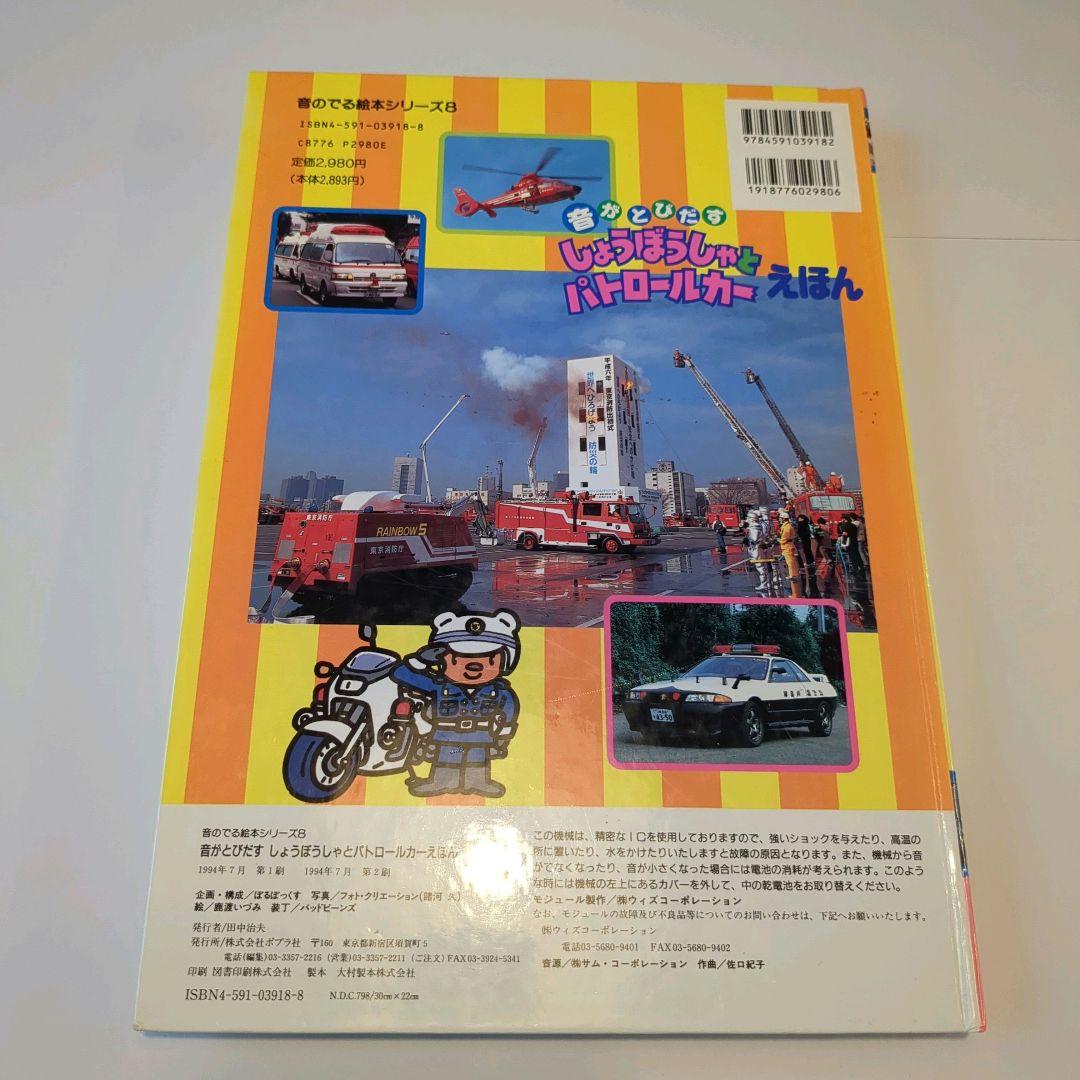 音のでる絵本シリーズ8
ISBN4-591-03918-8
C8776 P2980E
定価2,980円
(本体2,893円)
9784591039182
1918776029806
音がとびだす
しょうぼうしゃと
パトロールカー えほん
平成六年 東京消防出初式
世界へひろげよう 防災の輪
東京消防庁
RAINBOW 5
東京消防庁
音のでる絵本シリーズ8
音がとびだす しょうぼうしゃとパトロールカーえほん
1994年7月 第1刷 1994年7月 第2刷
企画・構成/ぼるぼっくす 写真/フォト・クリエーション(諸河 久)
絵/鹿渡いづみ 装丁/バッドビーンズ
発行者/田中治夫
発行所/株式会社ポプラ社 〒160 東京都新宿区須賀町5
電話(編集)03-3357-2216 (営業)03-3357-2211 (ご注文)FAX03-3924-5341
印刷 図書印刷株式会社 製本 大村製本株式会社
ISBN4-591-03918-8 N.D.C.798/30cm×22cm
この機械は、精密なICを使用しておりますので、強いショックを与えたり、高温の
所に置いたり、水をかけたりいたしますと故障の原因となります。また、機械から音
がでなくなったり、音が小さくなった場合には電池の消耗が考えられます。このよう
な時には機械の左上にあるカバーを外して、中の乾電池をお取り替えください。
モジュール製作/㈱ウィズコーポレーション
なお、モジュールの故障及び不良品等についてのお問い合わせは、下記へお願いいたします。
㈱ウィズコーポレーション
電話03-5680-9401 FAX03-5680-9402
音源/㈱サム・コーポレーション 作曲/佐口紀子